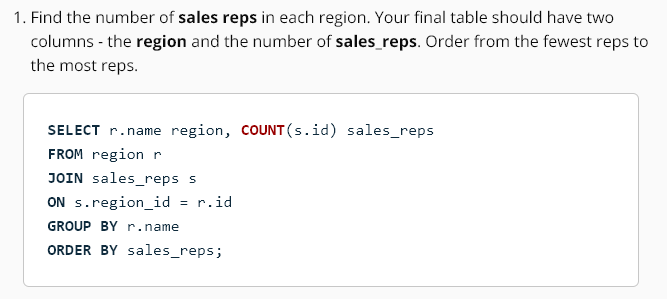 1. Find the number of sales reps in each region. Your final table should have two
columns - the region and the number of sales_reps. Order from the fewest reps to
the most reps.
SELECT r.name region, COUNT(s.id) sales_reps
FROM region r
JOIN sales_reps s
ON s.region_id = r.id
GROUP BY r.name
ORDER BY sales_reps;